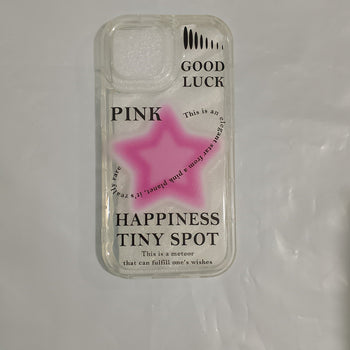 GOOD
LUCK
PINK
This is an elegant star from a pink planet, it's really rare
HAPPINESS
TINY SPOT
This is a meteor
that can fulfill one's wishes